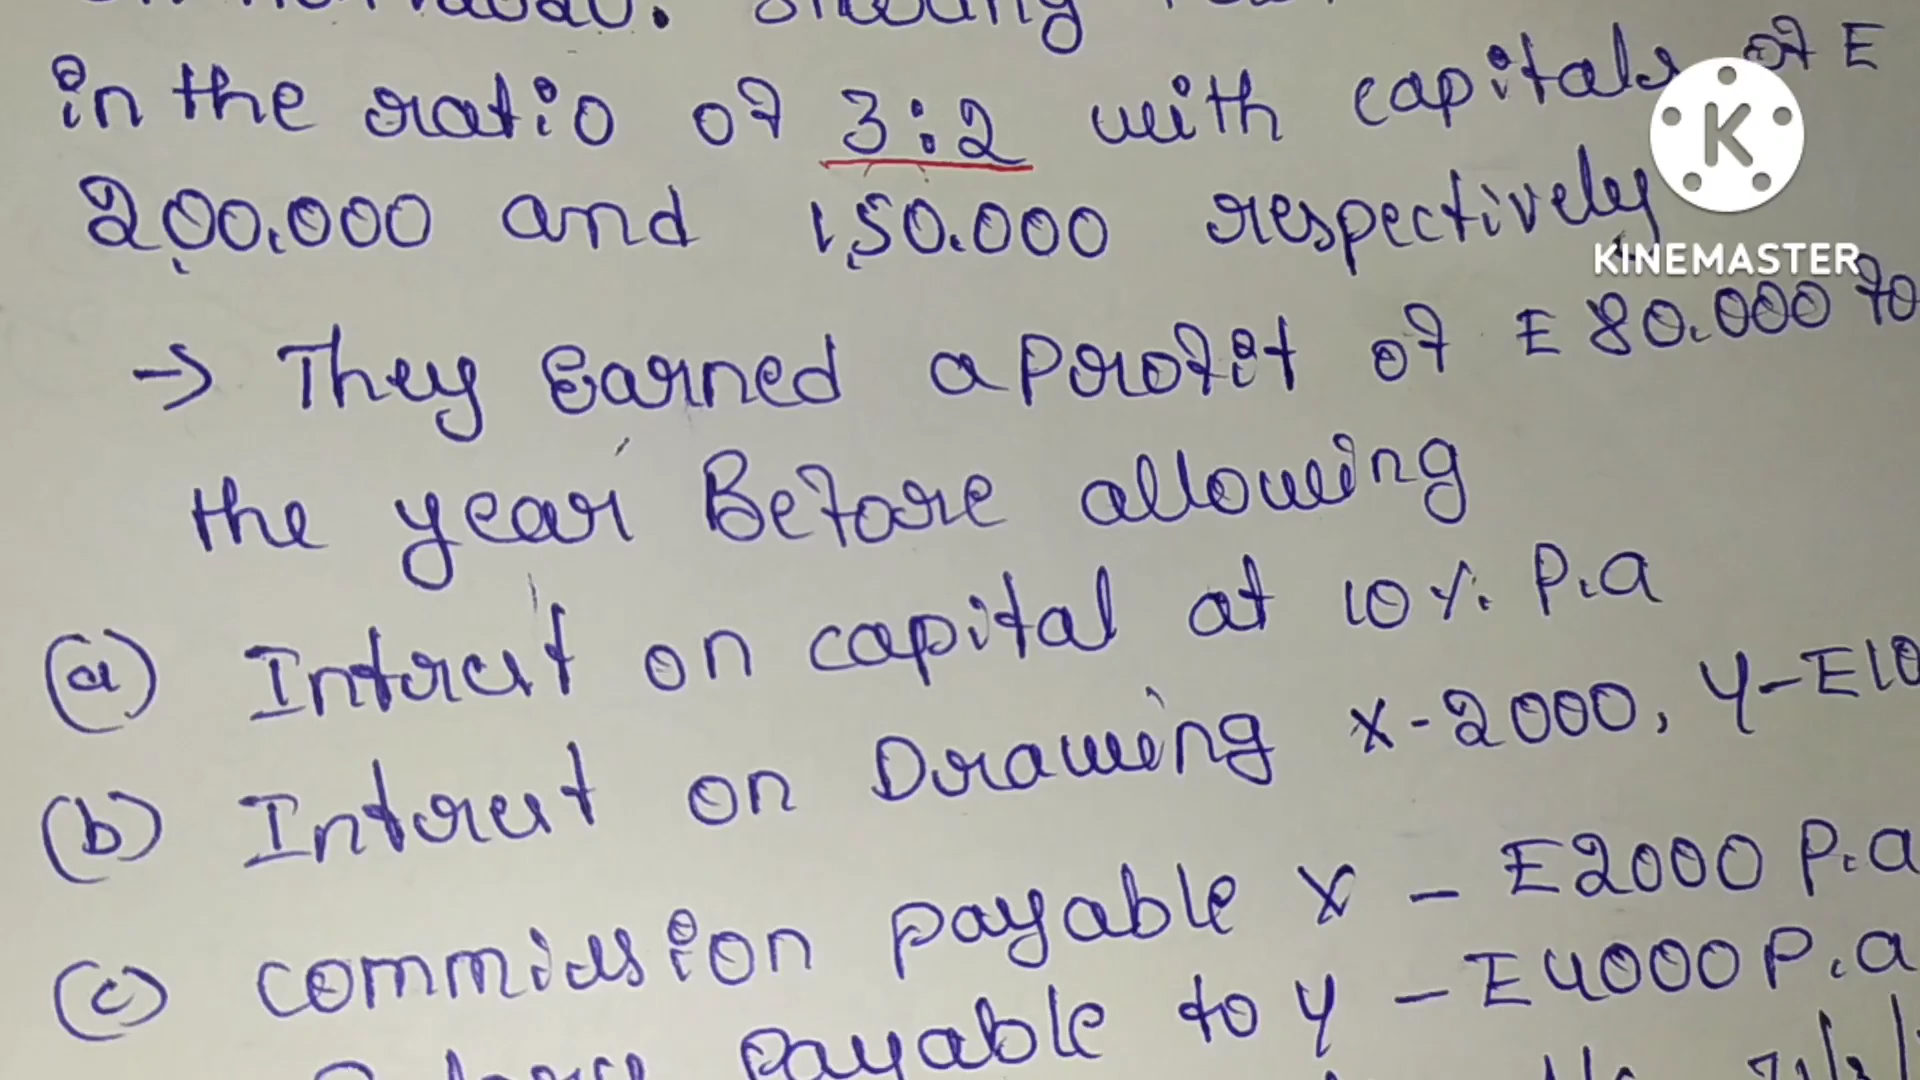 in the ratio of 3:2 with capitals of E
200.000 and 150.000 respectively
K
KINEMASTER
→ They Earned a Profit of E 80.000 fo
the year Before allowing
(a) Interest on capital at 10%. P.a
(b) Interest on Drawing X-2000, Y-E10
(c) commission payable X - E2000 P.a
payable to Y - E4000 P.a